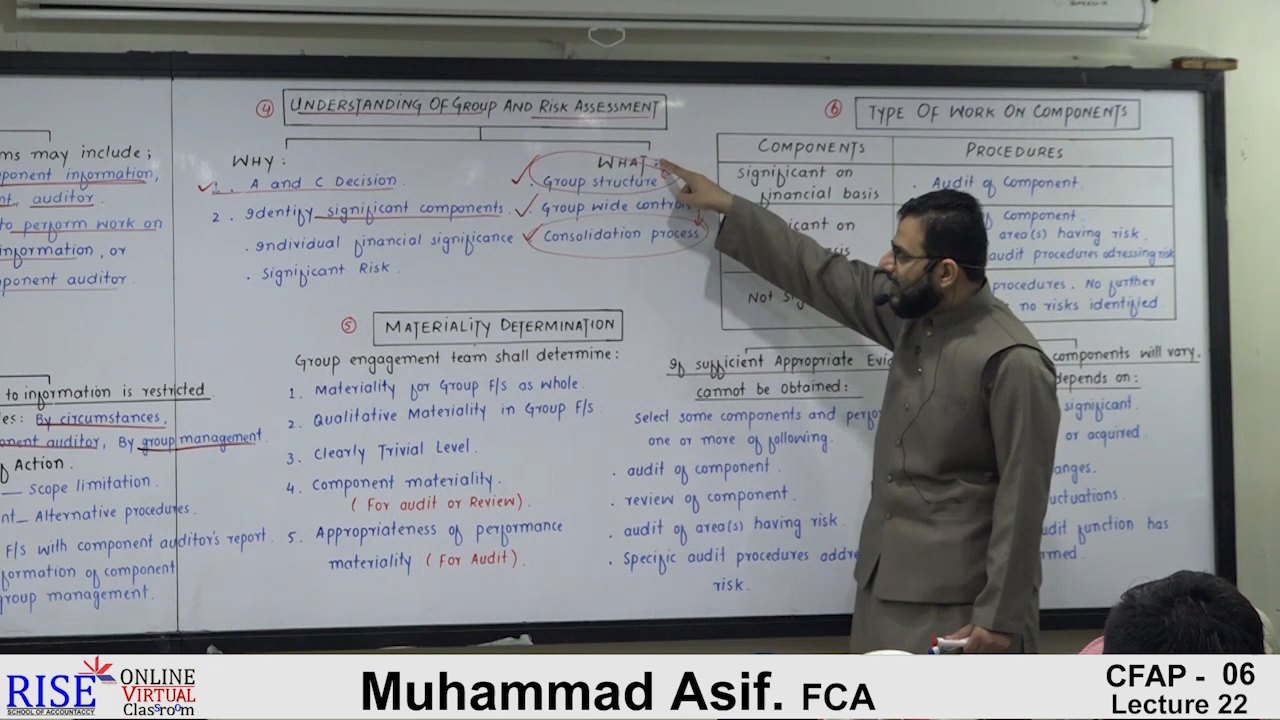 ms may include;
ponent information,
nt, auditor.
to perform work on
information, or
ponent auditor.
to information is restricted
les: By circumstances,
onent auditor, By group management.
f Action.
— Scope limitation.
nt— Alternative procedures.
F/S with component auditor's report.
formation of component
group management.
④ UNDERSTANDING OF GROUP AND RISK ASSESSMENT
WHY:
1. A and C Decision.
2. Identify significant components.
. Individual financial significance
. Significant Risk.
WHAT:
. Group structure
. Group wide control
. Consolidation process
⑤ MATERIALITY DETERMINATION
Group engagement team shall determine:
1. Materiality for Group F/s as whole.
2. Qualitative Materiality in Group F/s.
3. Clearly Trivial Level.
4. Component materiality.
(For audit or Review).
5. Appropriateness of performance
materiality (For Audit).
⑥ TYPE OF WORK ON COMPONENTS
COMPONENTS PROCEDURES
Significant on
financial basis
. Audit of Component.
icant on
of component.
area(s) having risk.
audit procedures adressing risk
Not
procedures. No further
no risks identified.
If sufficient Appropriate Evi
cannot be obtained:
Select some components and perfor
one or more of following.
. audit of component.
. review of component.
. audit of area(s) having risk.
. Specific audit procedures addre
risk.
components will vary.
depends on:
significant.
or acquired.
anges.
uctuations.
udit function has
rmed.
RISE
SCHOOL OF ACCOUNTANCY
ONLINE
VIRTUAL
Classroom
Muhammad Asif. FCA
CFAP - 06
Lecture 22